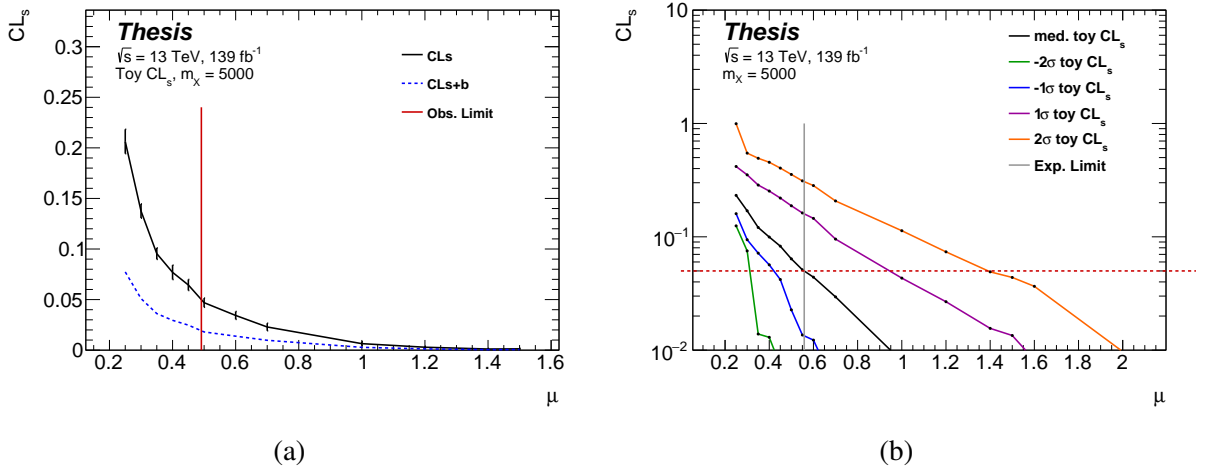 CLs
0.3
0.25
0.2
0.15
0.1
0.05
0
0.2 0.4 0.6 0.8 1 1.2 1.4 1.6
μ
Thesis
√s = 13 TeV, 139 fb-1
Toy CLs, mX = 5000
CLs
CLs+b
Obs. Limit
(a)
CLs
10
1
10−1
10−2
0.2 0.4 0.6 0.8 1 1.2 1.4 1.6 1.8 2
μ
Thesis
√s = 13 TeV, 139 fb-1
mX = 5000
med. toy CLs
-2σ toy CLs
-1σ toy CLs
1σ toy CLs
2σ toy CLs
Exp. Limit
(b)